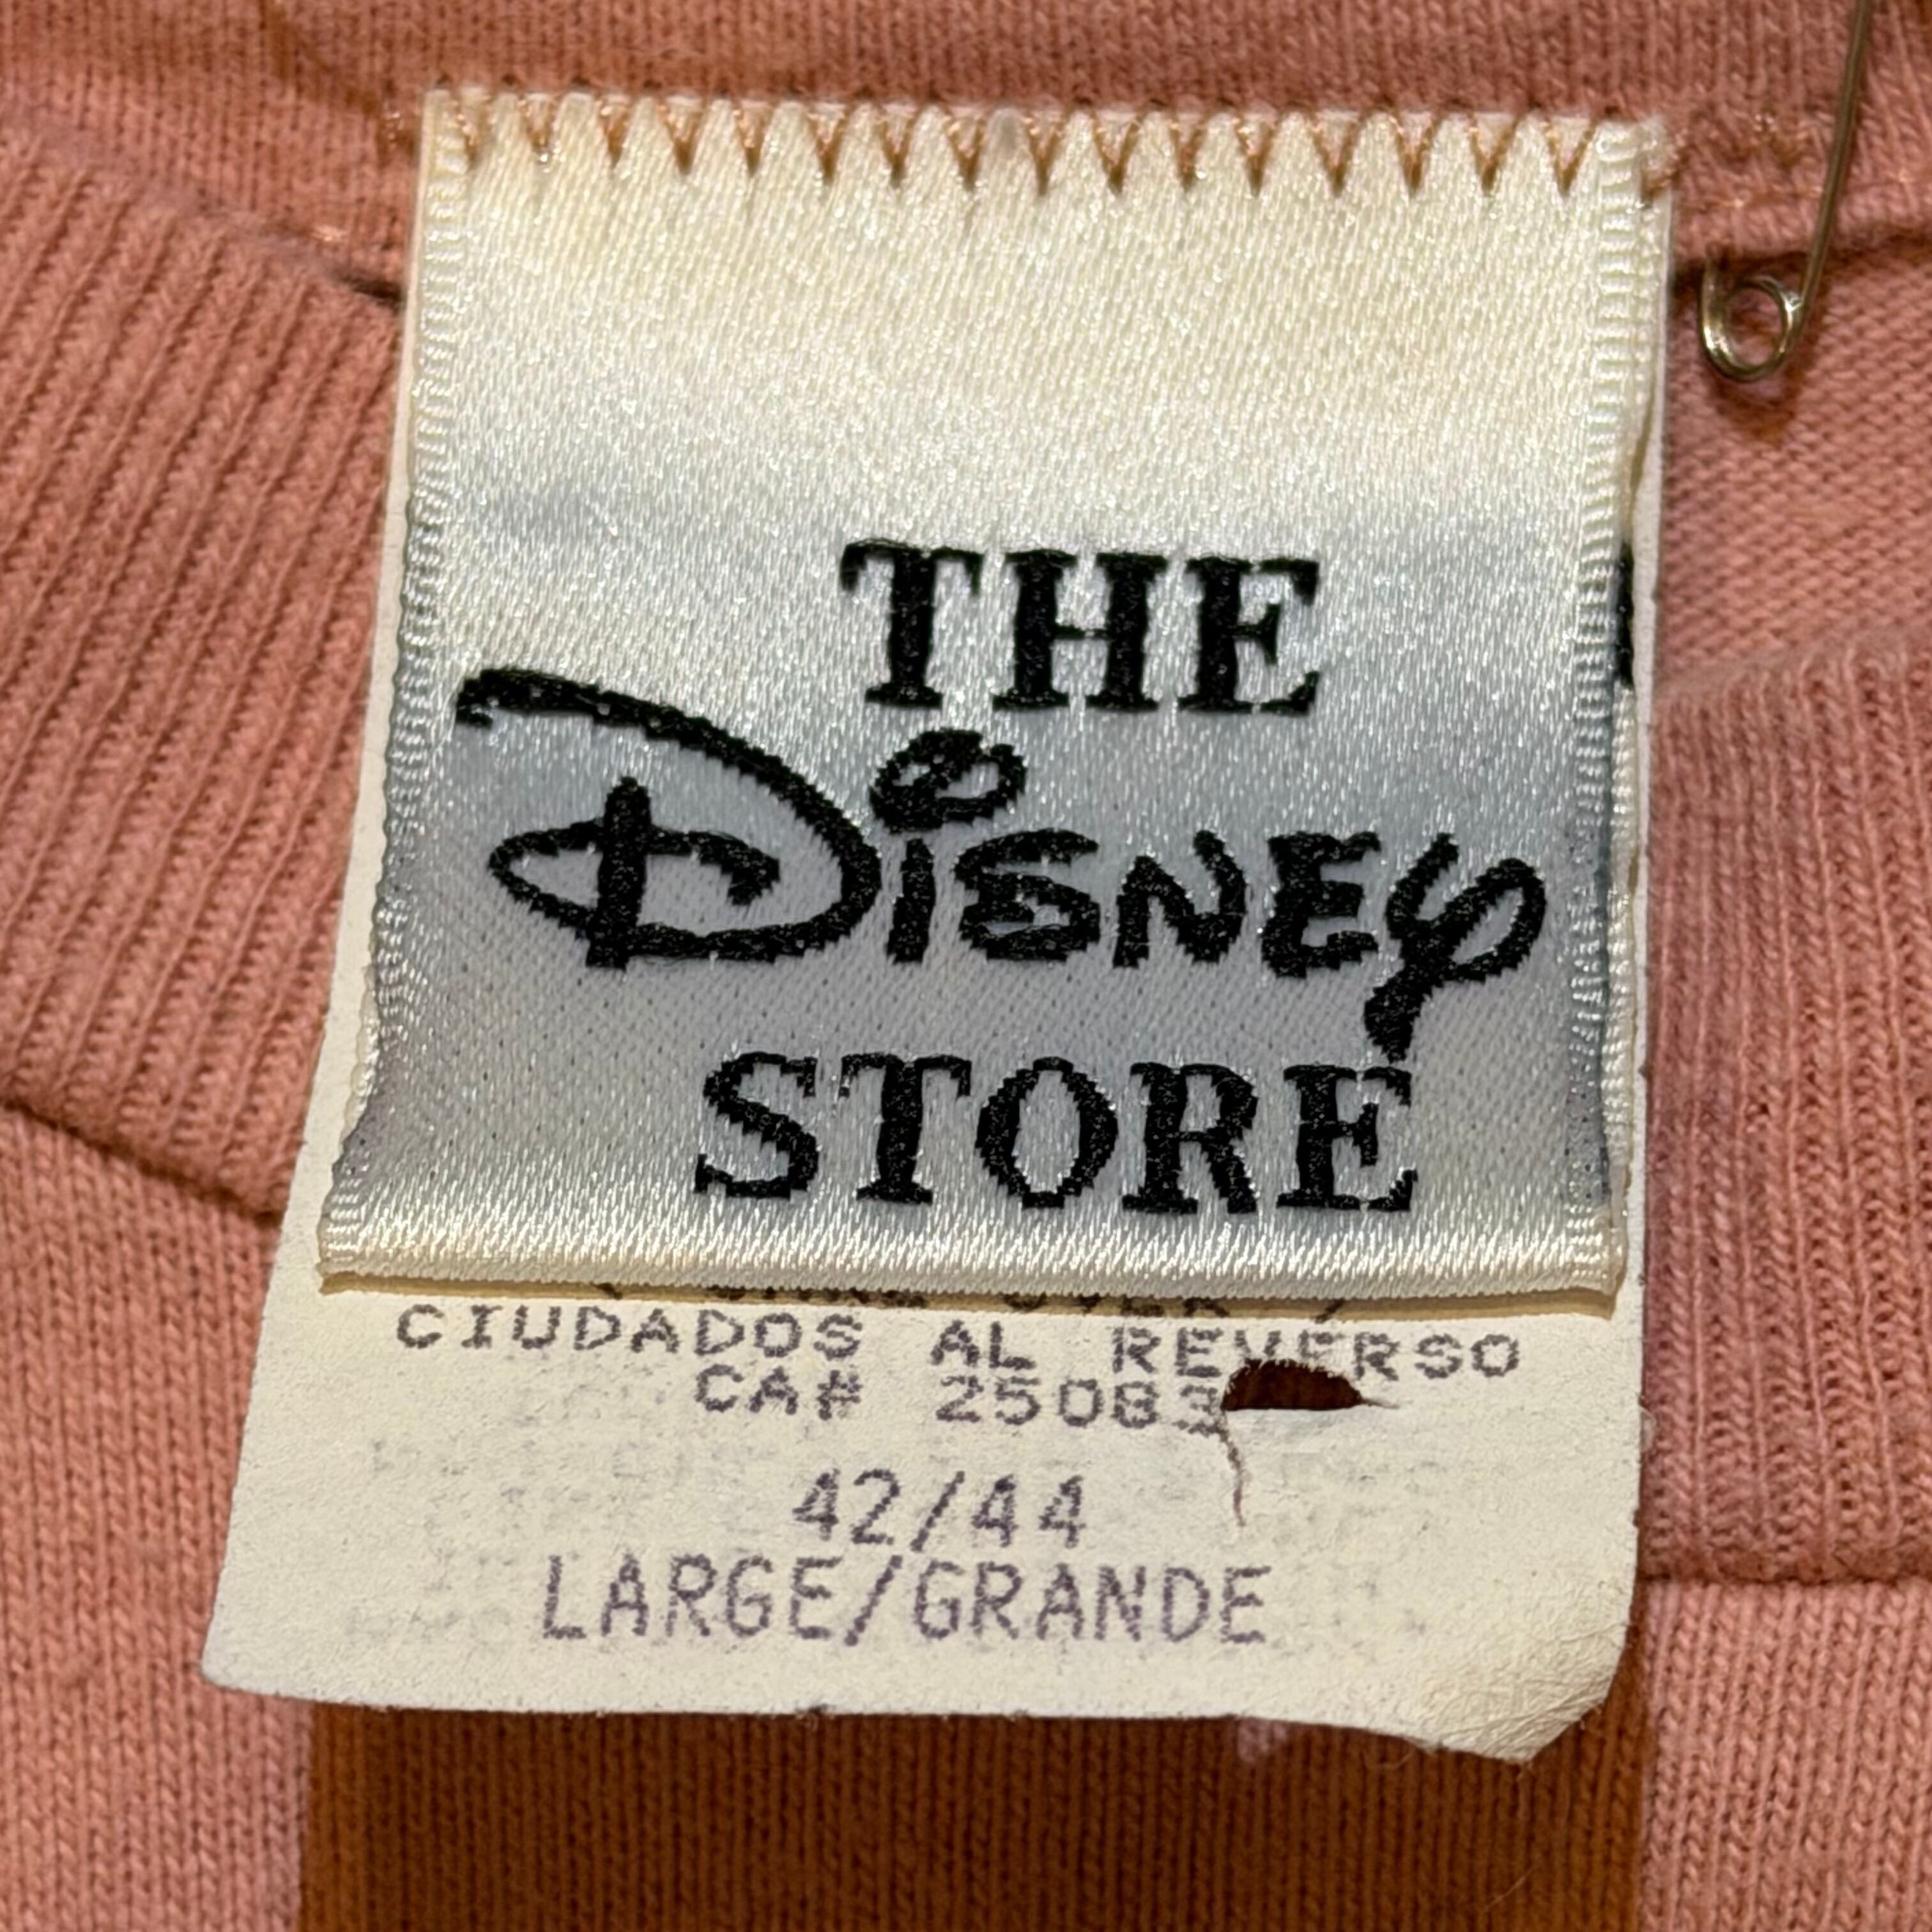 THE
Disney
STORE
CIUDADOS AL REVERSO
CA# 25083
42/44
LARGE/GRANDE